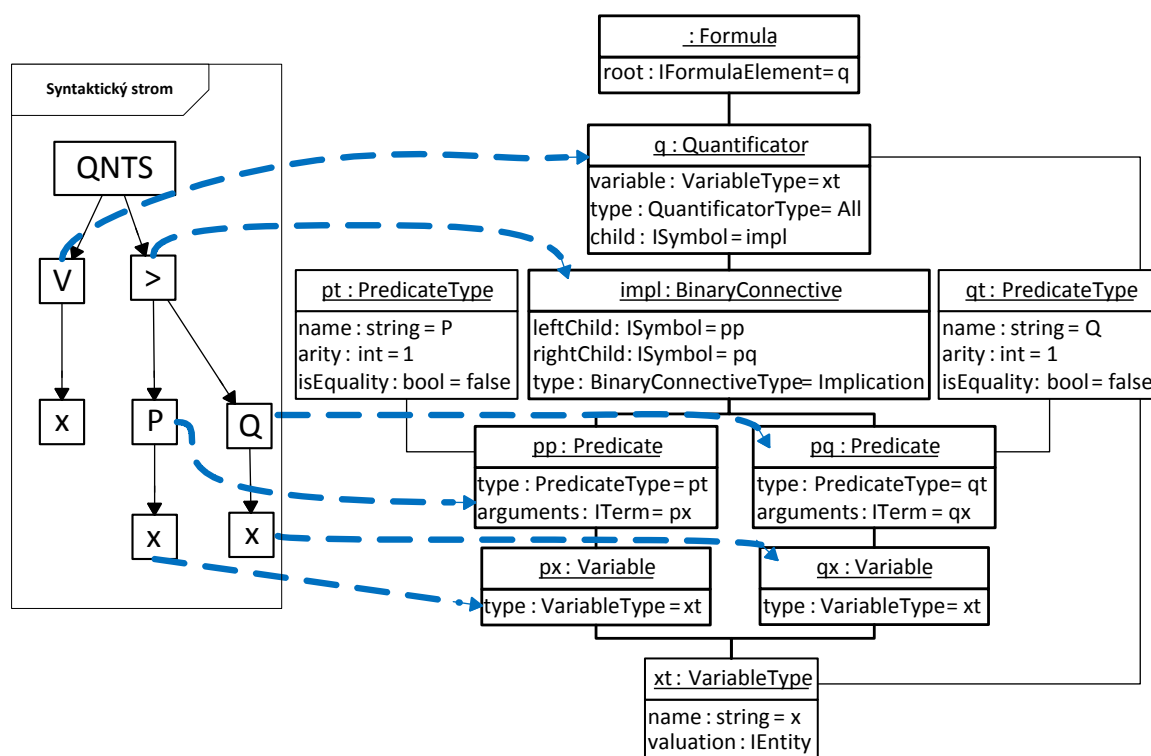 Syntaktický strom
QNTS
V
>
x
P
Q
x
x
: Formula
root : IFormulaElement= q
q : Quantificator
variable : VariableType= xt
type : QuantificatorType= All
child : ISymbol = impl
pt : PredicateType
name : string = P
arity : int = 1
isEquality : bool = false
impl : BinaryConnective
leftChild : ISymbol = pp
rightChild : ISymbol = pq
type : BinaryConnectiveType= Implication
qt : PredicateType
name : string = Q
arity : int = 1
isEquality : bool = false
pp : Predicate
type : PredicateType= pt
arguments : ITerm = px
pq : Predicate
type : PredicateType= qt
arguments : ITerm = qx
px : Variable
type : VariableType= xt
qx : Variable
type : VariableType= xt
xt : VariableType
name : string = x
valuation : IEntity